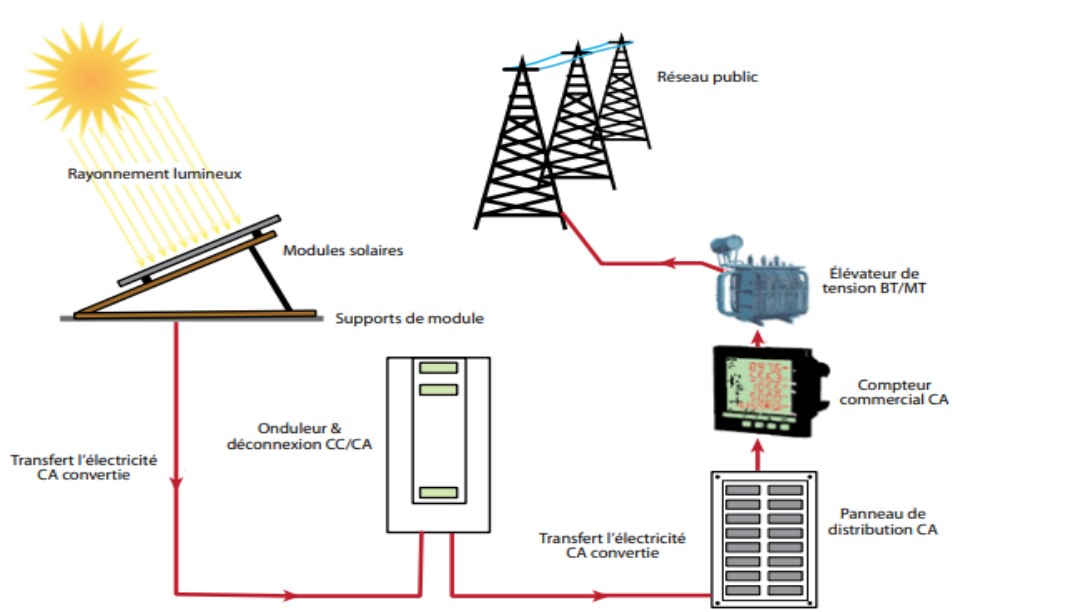 Réseau public
Rayonnement lumineux
Modules solaires
Supports de module
Élévateur de
tension BT/MT
Compteur
commercial CA
Onduleur &
déconnexion CC/CA
Transfert l'électricité
CA convertie
Transfert l'électricité
CA convertie
Panneau de
distribution CA